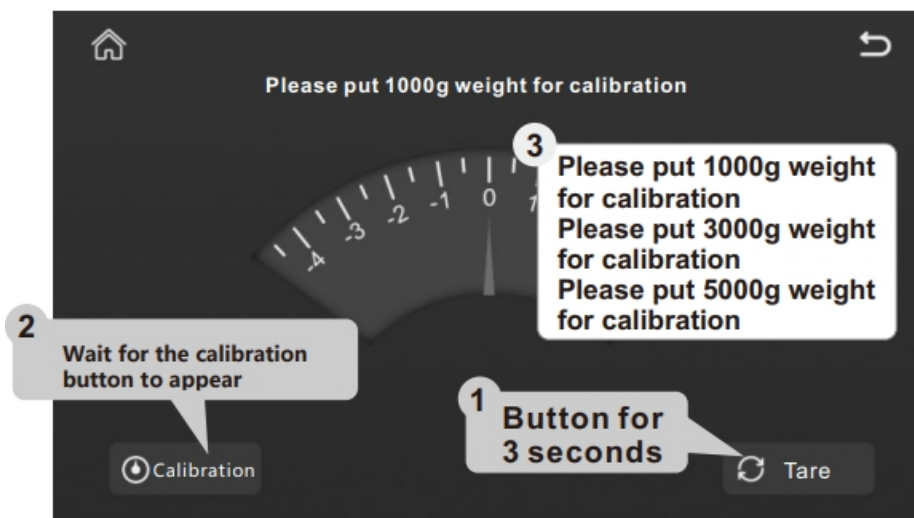 Please put 1000g weight for calibration
3
Please put 1000g weight
for calibration
Please put 3000g weight
for calibration
Please put 5000g weight
for calibration
-4 -3 -2 -1 0 1
2
Wait for the calibration
button to appear
1
Button for
3 seconds
Calibration
Tare